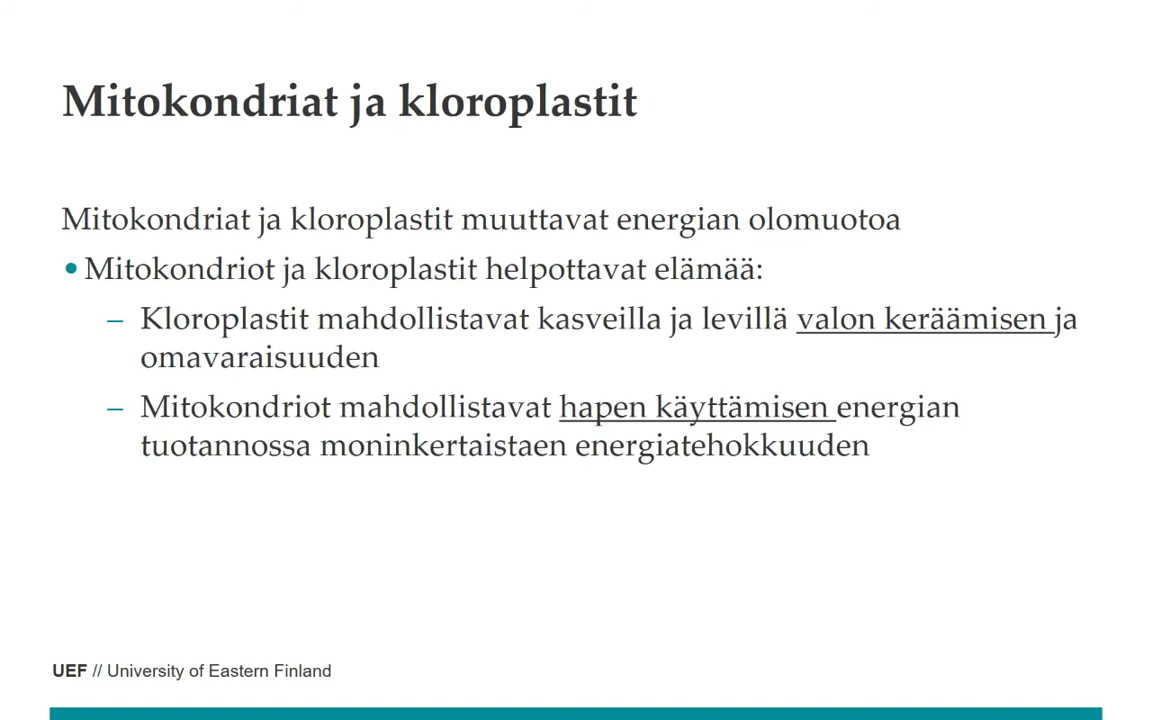 Mitokondriat ja kloroplastit
Mitokondriat ja kloroplastit muuttavat energian olomuotoa
• Mitokondriot ja kloroplastit helpottavat elämää:
– Kloroplastit mahdollistavat kasveilla ja levillä valon keräämisen ja
omavaraisuuden
– Mitokondriot mahdollistavat hapen käyttämisen energian
tuotannossa moninkertaistaen energiatehokkuuden
UEF // University of Eastern Finland